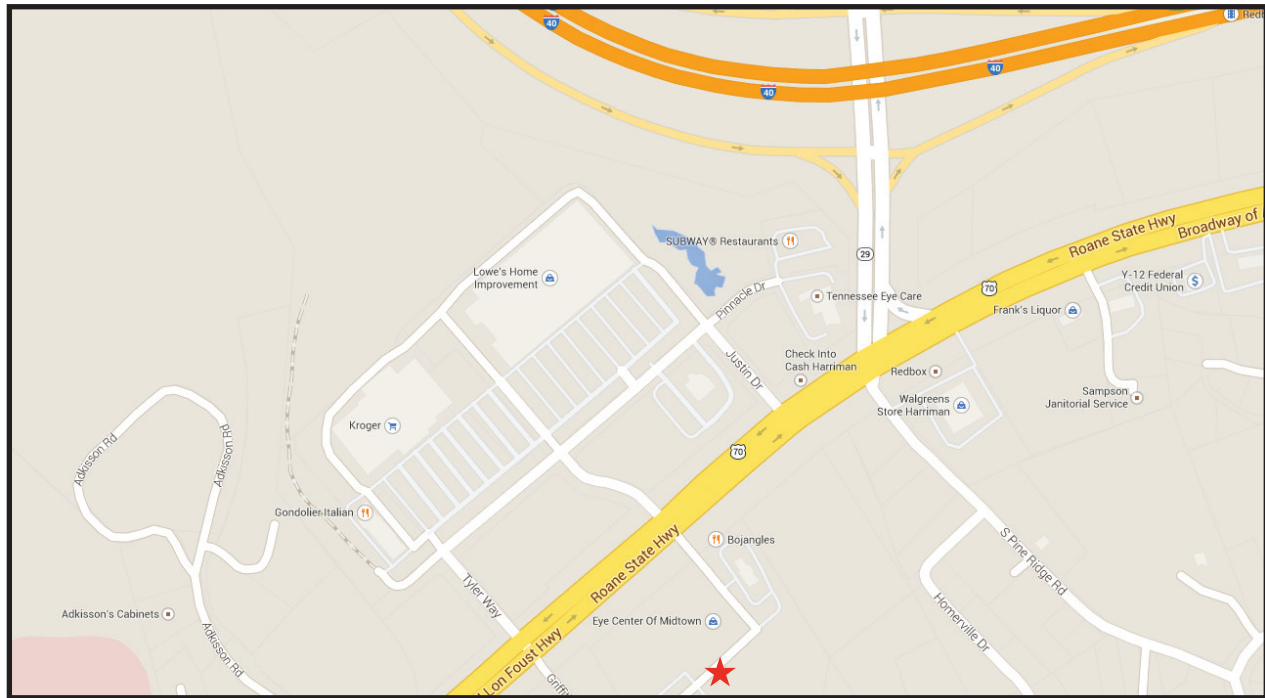 40
Redb
40
40
Roane State Hwy
Broadway of
SUBWAY® Restaurants
29
Lowe's Home
Improvement
Y-12 Federal
Credit Union
$
Pinnacle Dr
Tennessee Eye Care
70
Frank's Liquor
Justin Dr
Check Into
Cash Harriman
Redbox
Walgreens
Store Harriman
Sampson
Janitorial Service
Kroger
Adkisson Rd
Adkisson Rd
70
Gondolier Italian
Roane State Hwy
Bojangles
S Pine Ridge Rd
Tyler Way
Homerville Dr
Adkisson's Cabinets
Eye Center Of Midtown
Adkisson Rd
Lon Foust Hwy
Griffi